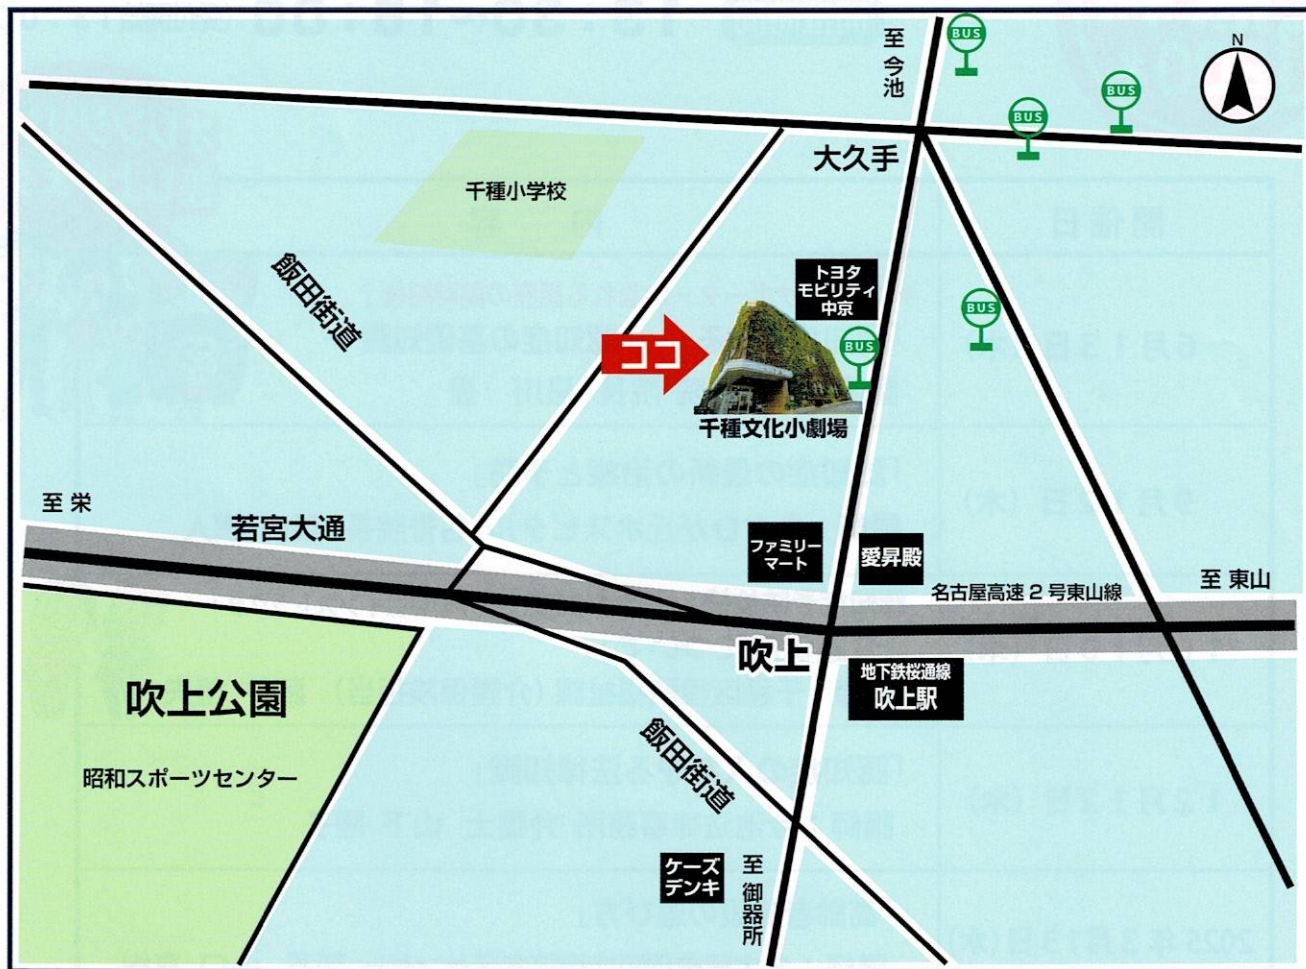 至 今池
BUS
N
BUS
BUS
大久手
千種小学校
飯田街道
トヨタ
モビリティ
中京
BUS
BUS
ココ
千種文化小劇場
至 栄
若宮大通
ファミリー
マート
愛昇殿
名古屋高速2号東山線
至 東山
吹上
地下鉄桜通線
吹上駅
吹上公園
昭和スポーツセンター
飯田街道
ケーズ
デンキ
至 御器所